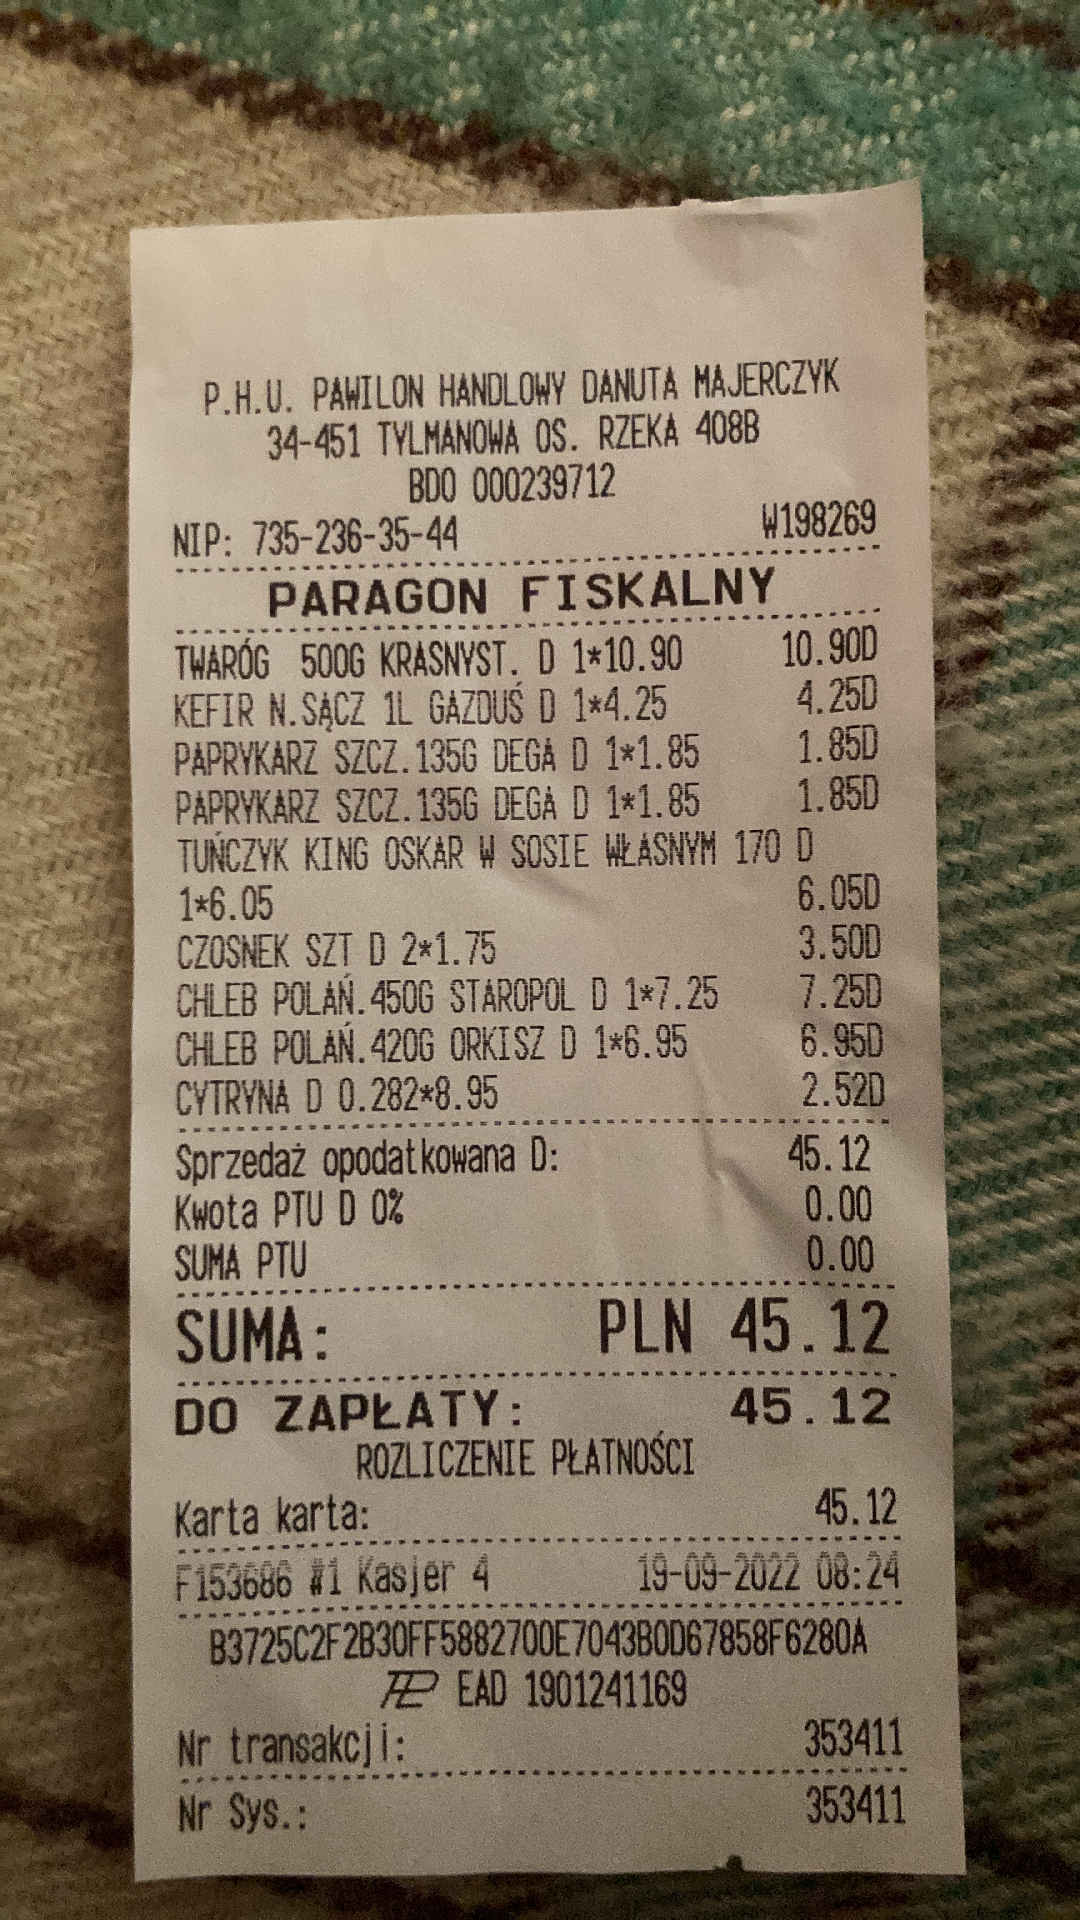 P.H.U. PAWILON HANDLOWY DANUTA MAJERCZYK
34-451 TYLMANOWA OS. RZEKA 408B
BDO 000239712
NIP: 735-236-35-44 W198269
PARAGON FISKALNY
TWARÓG 500G KRASNYST. D 1*10.90 10.90D
KEFIR N.SĄCZ 1L GAZDUŚ D 1*4.25 4.25D
PAPRYKARZ SZCZ.135G DEGA D 1*1.85 1.85D
PAPRYKARZ SZCZ.135G DEGA D 1*1.85 1.85D
TUŃCZYK KING OSKAR W SOSIE WŁASNYM 170 D
1*6.05 6.05D
CZOSNEK SZT D 2*1.75 3.50D
CHLEB POLAŃ.450G STAROPOL D 1*7.25 7.25D
CHLEB POLAŃ.420G ORKISZ D 1*6.95 6.95D
CYTRYNA D 0.282*8.95 2.52D
Sprzedaż opodatkowana D: 45.12
Kwota PTU D 0% 0.00
SUMA PTU 0.00
SUMA: PLN 45.12
DO ZAPŁATY: 45.12
ROZLICZENIE PŁATNOŚCI
Karta karta: 45.12
F153686 #1 Kasjer 4 19-09-2022 08:24
B3725C2F2B30FF5882700E7043B0D67858F6280A
EAD 1901241169
Nr transakcji: 353411
Nr Sys.: 353411